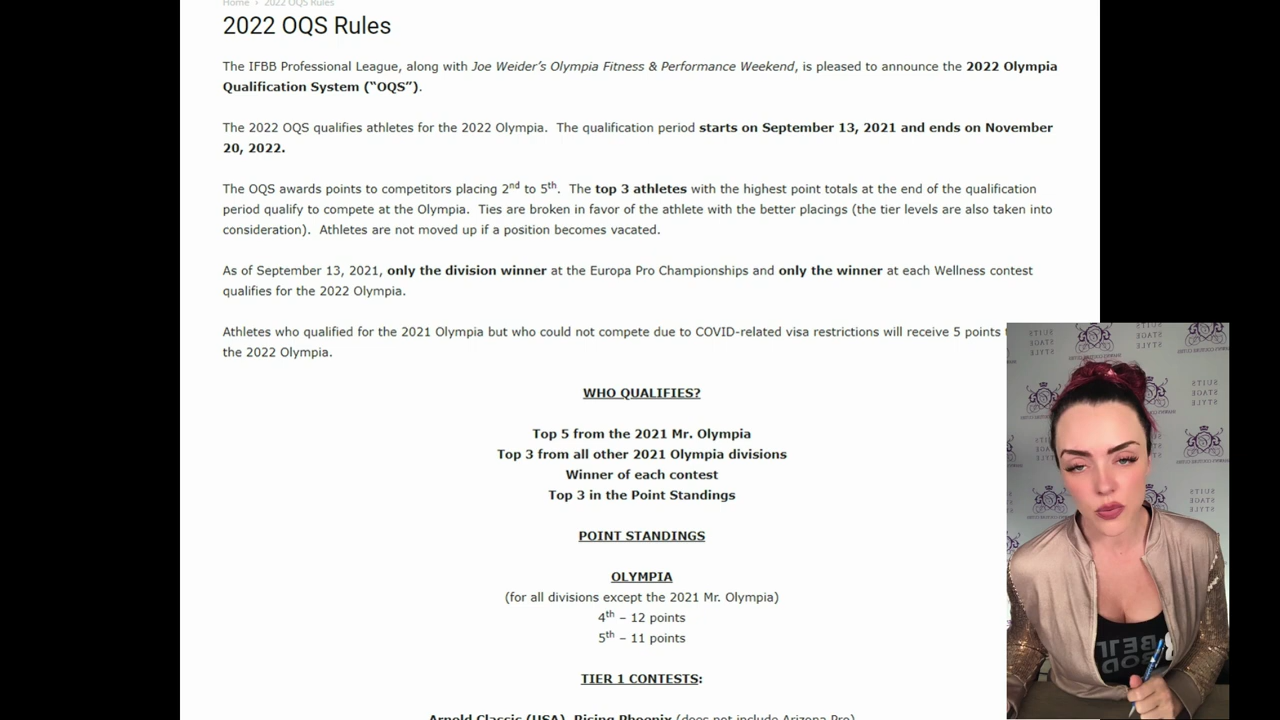 Home › 2022 OQS Rules
2022 OQS Rules
The IFBB Professional League, along with Joe Weider's Olympia Fitness & Performance Weekend, is pleased to announce the 2022 Olympia
Qualification System ("OQS").
The 2022 OQS qualifies athletes for the 2022 Olympia. The qualification period starts on September 13, 2021 and ends on November
20, 2022.
The OQS awards points to competitors placing 2nd to 5th. The top 3 athletes with the highest point totals at the end of the qualification
period qualify to compete at the Olympia. Ties are broken in favor of the athlete with the better placings (the tier levels are also taken into
consideration). Athletes are not moved up if a position becomes vacated.
As of September 13, 2021, only the division winner at the Europa Pro Championships and only the winner at each Wellness contest
qualifies for the 2022 Olympia.
Athletes who qualified for the 2021 Olympia but who could not compete due to COVID-related visa restrictions will receive 5 points
the 2022 Olympia.
WHO QUALIFIES?
Top 5 from the 2021 Mr. Olympia
Top 3 from all other 2021 Olympia divisions
Winner of each contest
Top 3 in the Point Standings
POINT STANDINGS
OLYMPIA
(for all divisions except the 2021 Mr. Olympia)
4th – 12 points
5th – 11 points
TIER 1 CONTESTS:
Arnold Classic (USA), Rising Phoenix (does not include Arizona Pro)
SUITS
STAGE
STYLE